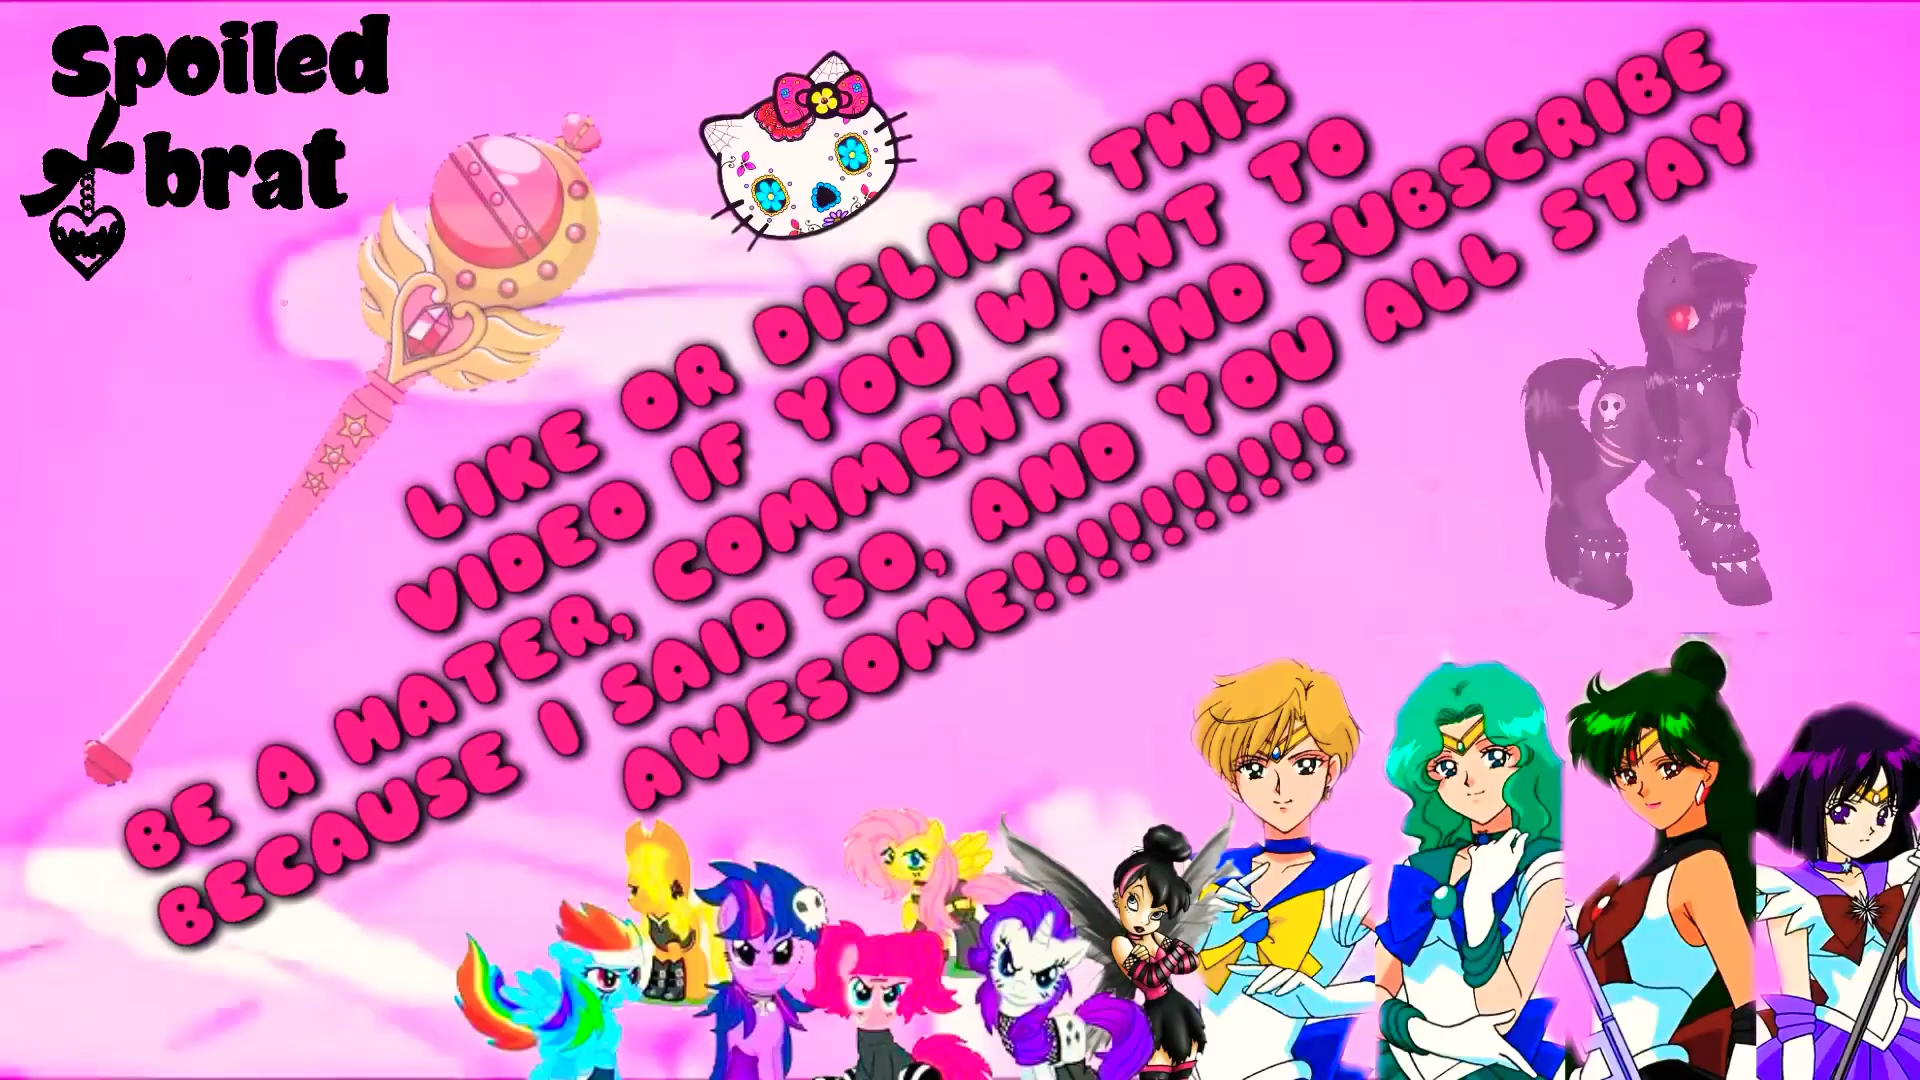 Spoiled
brat
LIKE OR DISLIKE THIS
VIDEO IF YOU WANT TO
BE A HATER, COMMENT AND SUBSCRIBE
BECAUSE I SAID SO, AND YOU ALL STAY
AWESOME!!!!!!!!!!!!